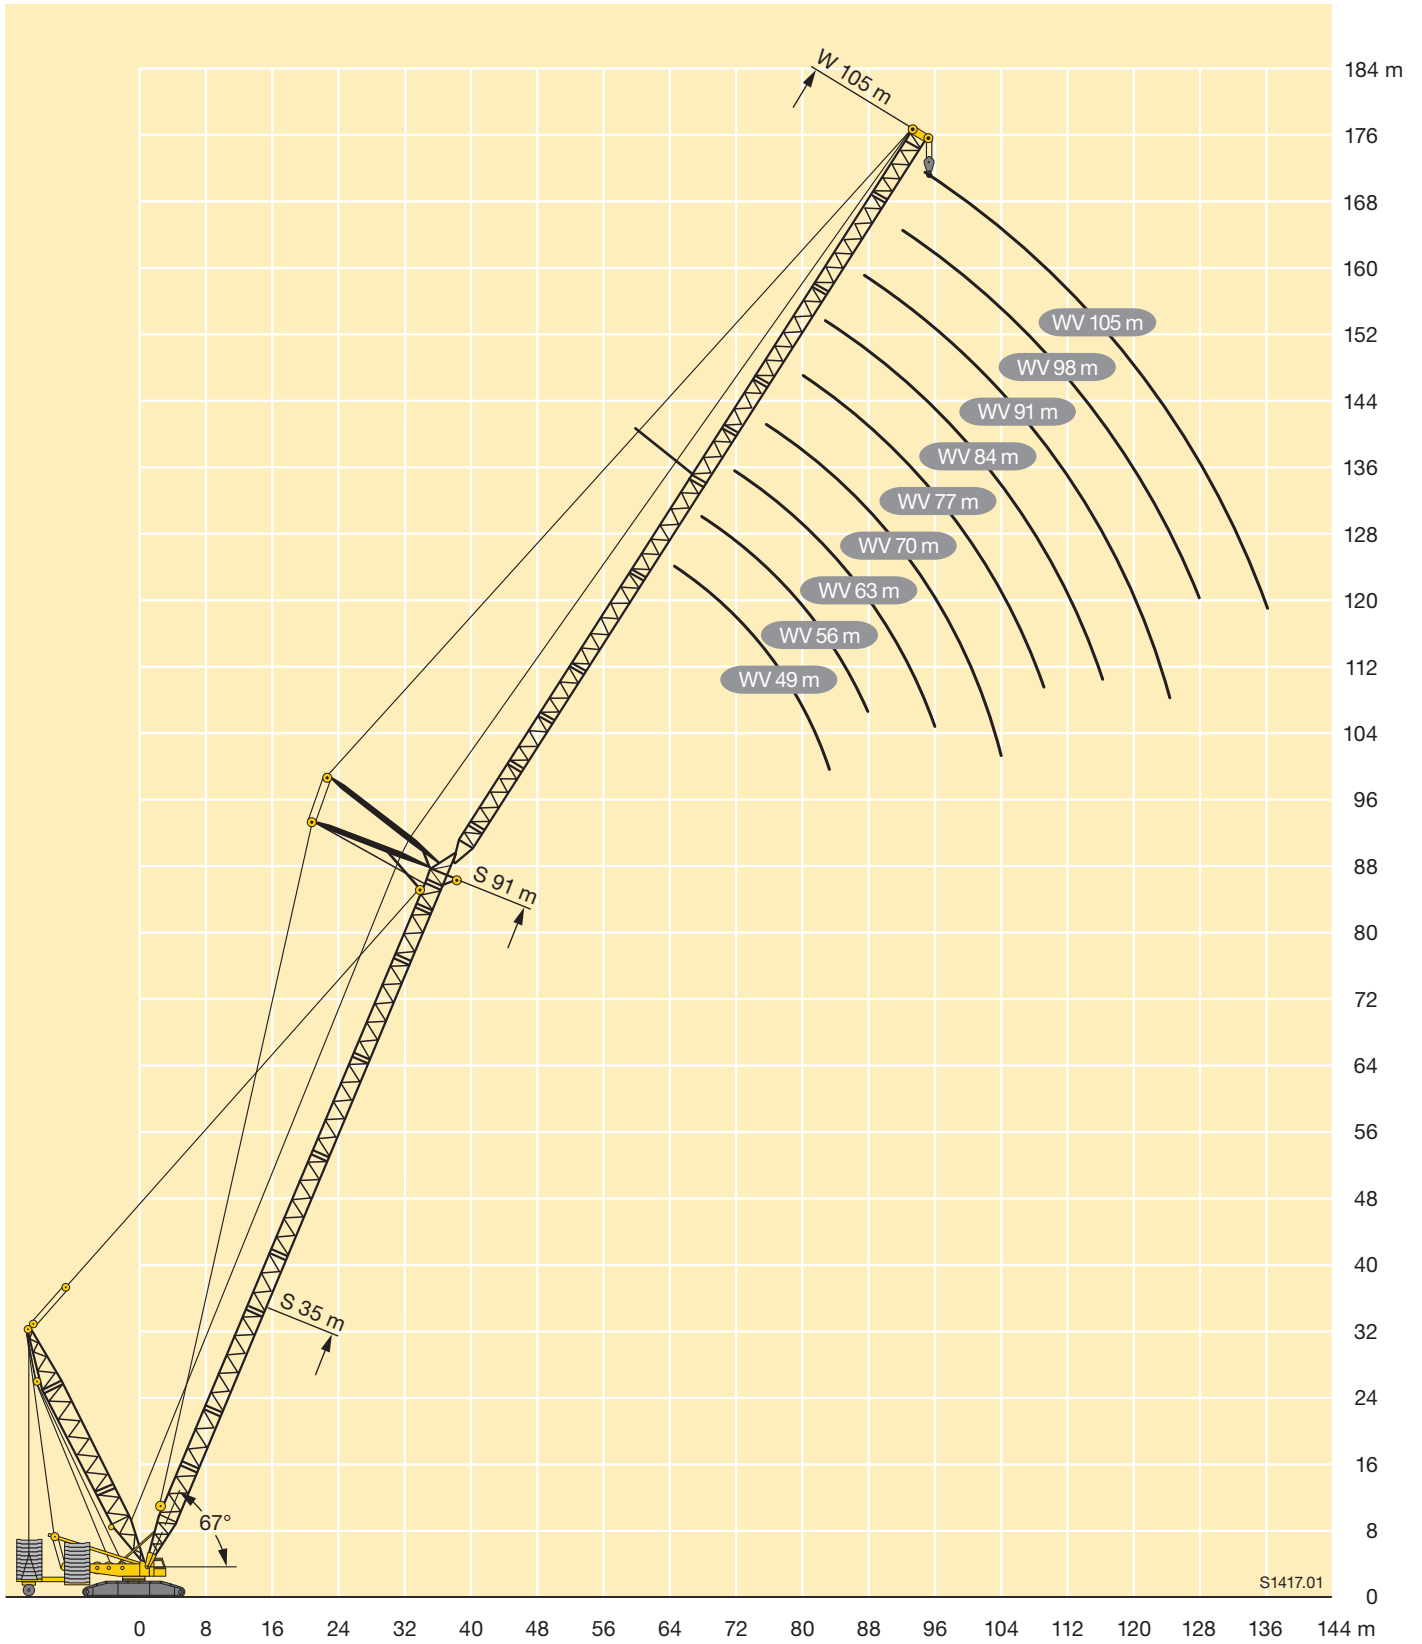 W 105 m
184 m
176
168
160
WV 105 m
152
WV 98 m
WV 91 m
144
WV 84 m
136
WV 77 m
128
WV 70 m
WV 63 m
120
WV 56 m
112
WV 49 m
104
96
88
S 91 m
80
72
64
56
48
40
S 35 m
32
24
16
67°
8
S1417.01
0
0 8 16 24 32 40 48 56 64 72 80 88 96 104 112 120 128 136 144 m